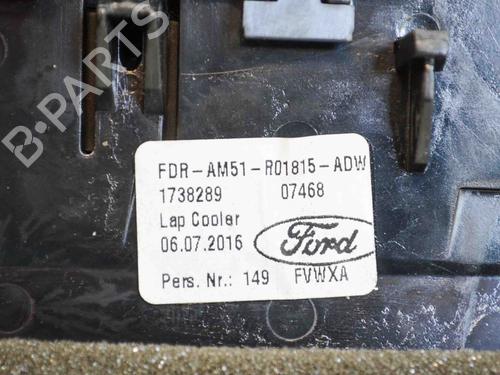 B-PARTS
FDR-AM51-R01815-ADW
1738289 07468
Lap Cooler
06.07.2016 Ford
Pers. Nr.: 149 FVWXA